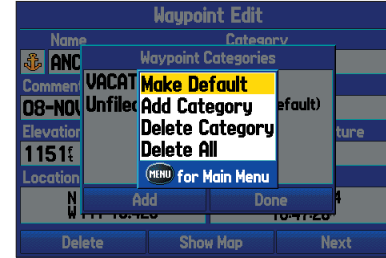 Waypoint Edit
Name Category
ANC
Waypoint Categories
Comment
VACAT
Make Default
08-NOV
Unfiled
Add Category
efault)
Delete Category
Elevation
ture
Delete All
1151
MENU for Main Menu
Location
N
W
Add Done
Delete Show Map Next